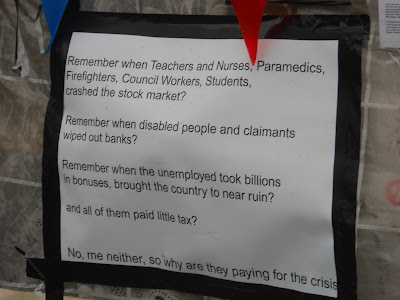 Remember when Teachers and Nurses, Paramedics,
Firefighters, Council Workers, Students,
crashed the stock market?
Remember when disabled people and claimants
wiped out banks?
Remember when the unemployed took billions
in bonuses, brought the country to near ruin?
and all of them paid little tax?
No, me neither, so why are they paying for the crisis